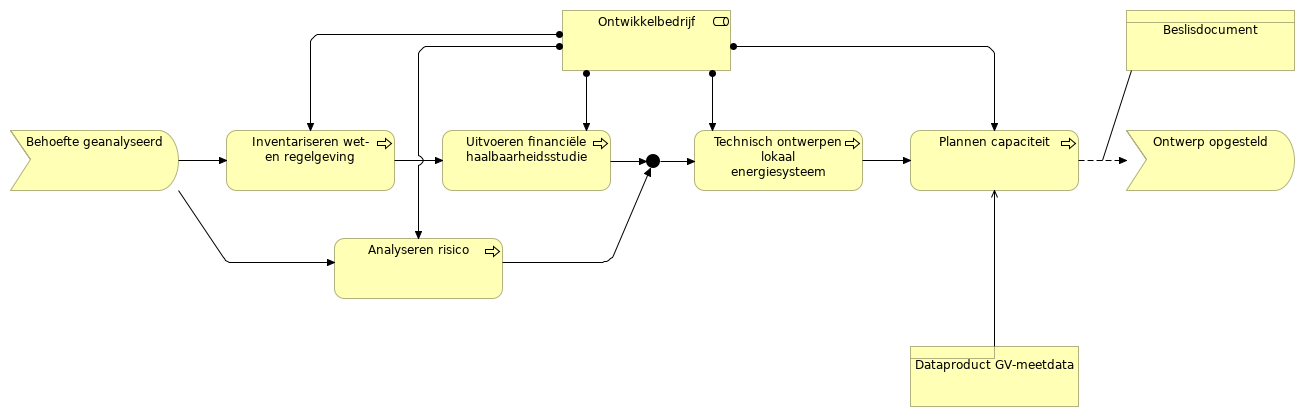 Ontwikkelbedrijf
Beslisdocument
Behoefte geanalyseerd
Inventariseren wet-
en regelgeving
Uitvoeren financiële
haalbaarheidsstudie
Technisch ontwerpen
lokaal
energiesysteem
Plannen capaciteit
Ontwerp opgesteld
Analyseren risico
Dataproduct GV-meetdata